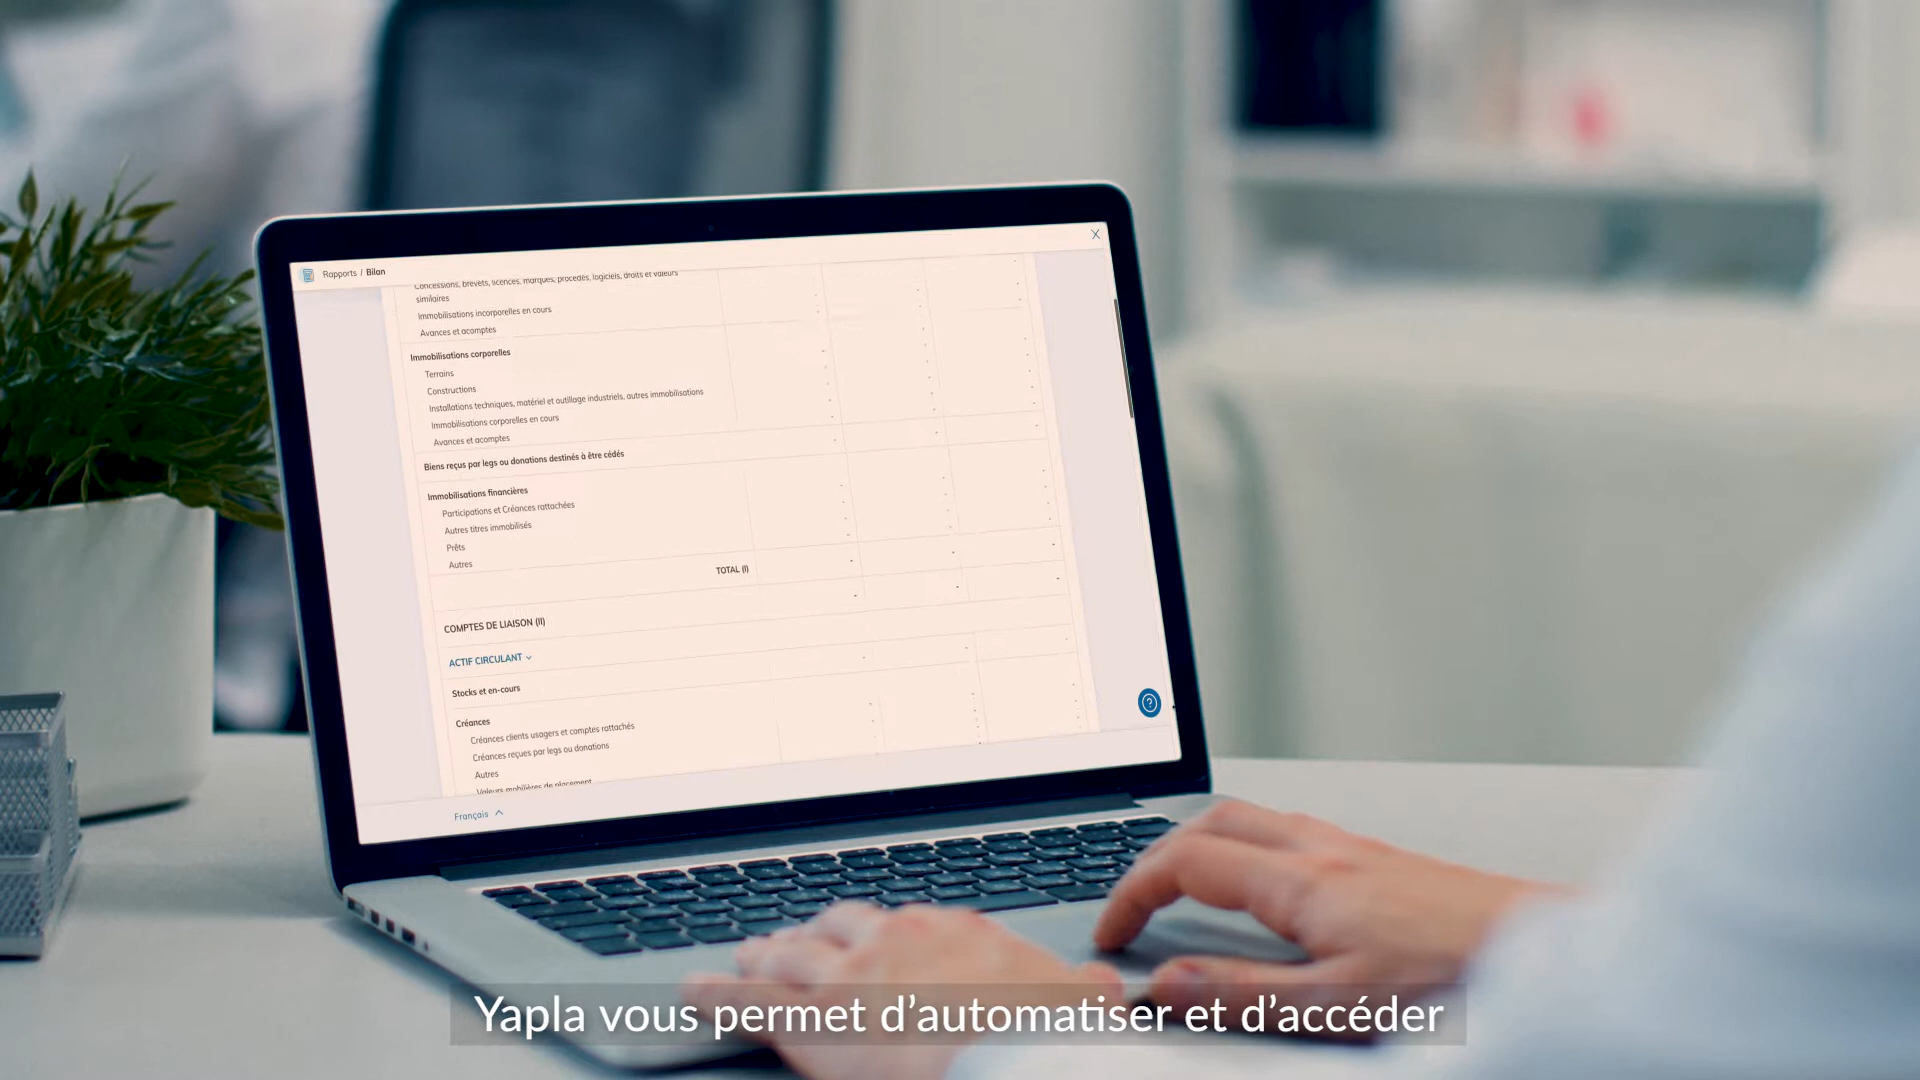 Rapports / Bilan
X
Concessions, brevets, licences, marques, procédés, logiciels, droits et valeurs
similaires
Immobilisations incorporelles en cours
Avances et acomptes
Immobilisations corporelles
Terrains
Constructions
Installations techniques, matériel et outillage industriels, autres immobilisations
Immobilisations corporelles en cours
Avances et acomptes
Biens reçus par legs ou donations destinés à être cédés
Immobilisations financières
Participations et Créances rattachées
Autres titres immobilisés
Prêts
Autres
TOTAL (I)
COMPTES DE LIAISON (II)
ACTIF CIRCULANT
Stocks et en-cours
Créances
Créances clients usagers et comptes rattachés
Créances reçues par legs ou donations
Autres
Valeurs mobilières de placement
?
Français
Yapla vous permet d'automatiser et d'accéder